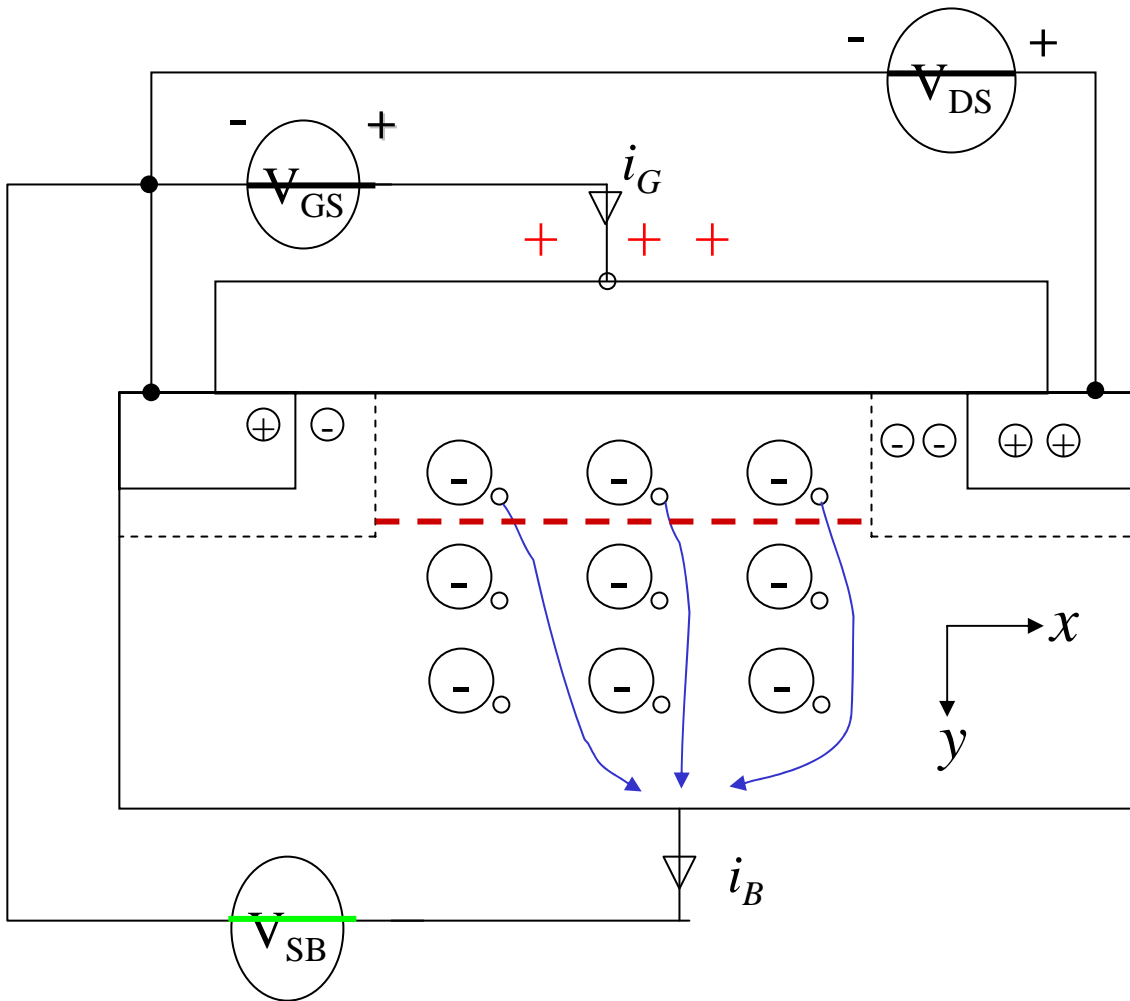 - +
V DS
- +
V GS
i G
+ + +
+ - - - + +
- - -
- - -
x
- - -
y
i B
V SB